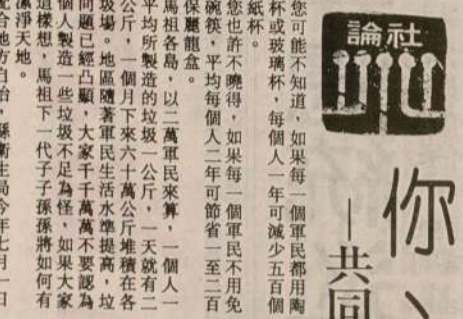 你、
—共同
社論
您可能不知道，如果每一個軍民都用陶
杯或玻璃杯，每個人一年可減少五百個
紙杯。
您也許不曉得，如果每一個軍民不用免
碗筷，平均每個人二年可節省一至二百
保麗龍盒。
馬祖各島，以二萬軍民來算，一個人一
平均所製造的垃圾一公斤，一天就有二
公斤，一個月下來六十萬公斤堆積在各
圾場。地區隨著軍民生活水準提高，垃
問題已經凸顯，大家千千萬萬不要認為
個人製造一些垃圾不足為怪，如果大家
這樣想，馬祖下一代子子孫孫將如何有
潔淨天地。
配合地方自治，縣衛生局今年七月一日